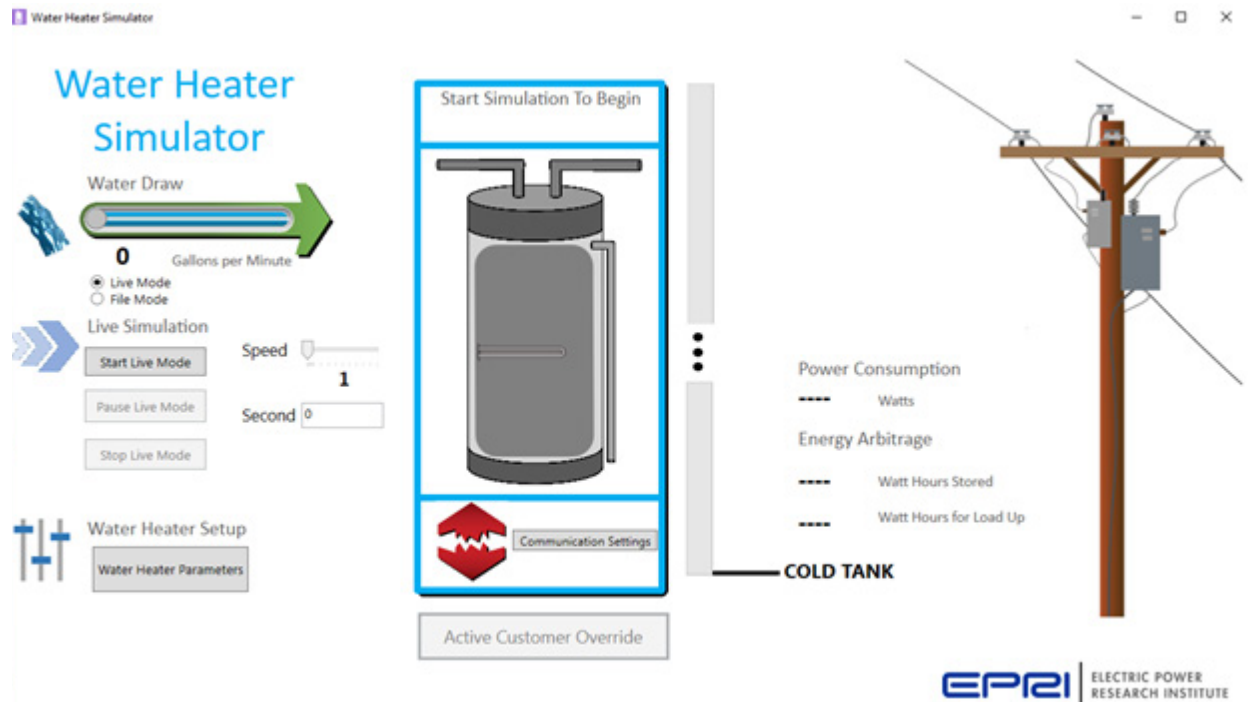 Water Heater Simulator
Water Heater
Simulator
Water Draw
0
Gallons per Minute
Live Mode
File Mode
Live Simulation
Start Live Mode
Speed
1
Pause Live Mode
Second
0
Stop Live Mode
Water Heater Setup
Water Heater Parameters
Start Simulation To Begin
Communication Settings
Active Customer Override
Power Consumption
---- Watts
Energy Arbitrage
---- Watt Hours Stored
---- Watt Hours for Load Up
COLD TANK
EPRI
ELECTRIC POWER
RESEARCH INSTITUTE